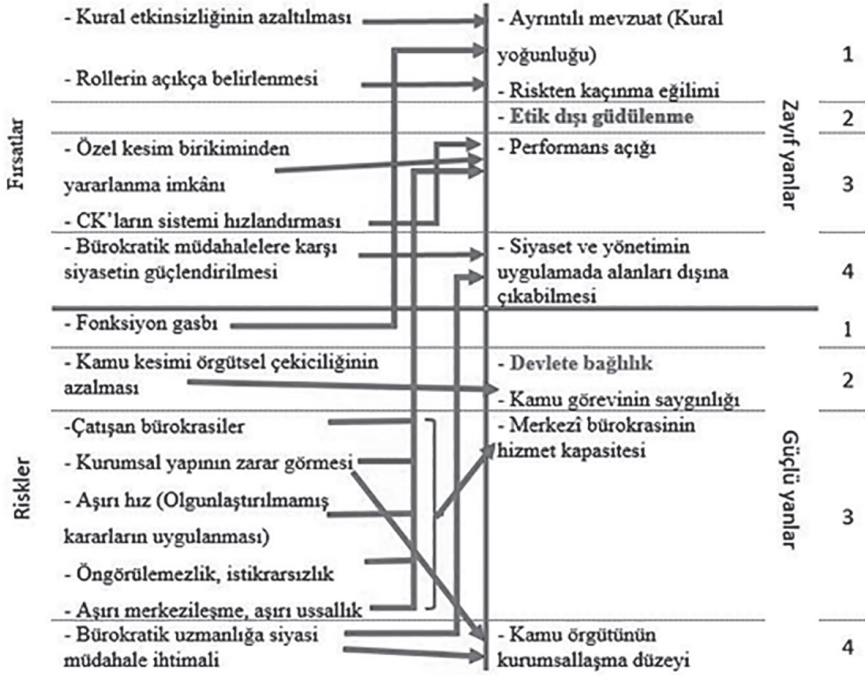 Fırsatlar
- Kural etkinsizliğinin azaltılması
- Rollerin açıkça belirlenmesi
- Özel kesim birikiminden
yararlanma imkânı
- CK'ların sistemi hızlandırması
- Bürokratik müdahalelere karşı
siyasetin güçlendirilmesi
- Ayrıntılı mevzuat (Kural
yoğunluğu)
- Riskten kaçınma eğilimi
- Etik dışı güdülenme
- Performans açığı
- Siyaset ve yönetimin
uygulamada alanları dışına
çıkabilmesi
Zayıf yanlar
1
2
3
4
Riskler
- Fonksiyon gasbı
- Kamu kesimi örgütsel çekiciliğinin
azalması
-Çatışan bürokrasiler
- Kurumsal yapının zarar görmesi
- Aşırı hız (Olgunlaştırılmamış
kararların uygulanması)
- Öngörülemezlik, istikrarsızlık
- Aşırı merkezileşme, aşırı ussallık
- Bürokratik uzmanlığa siyasi
müdahale ihtimali
- Devlete bağlılık
- Kamu görevinin saygınlığı
- Merkezî bürokrasinin
hizmet kapasitesi
- Kamu örgütünün
kurumsallaşma düzeyi
Güçlü yanlar
1
2
3
4